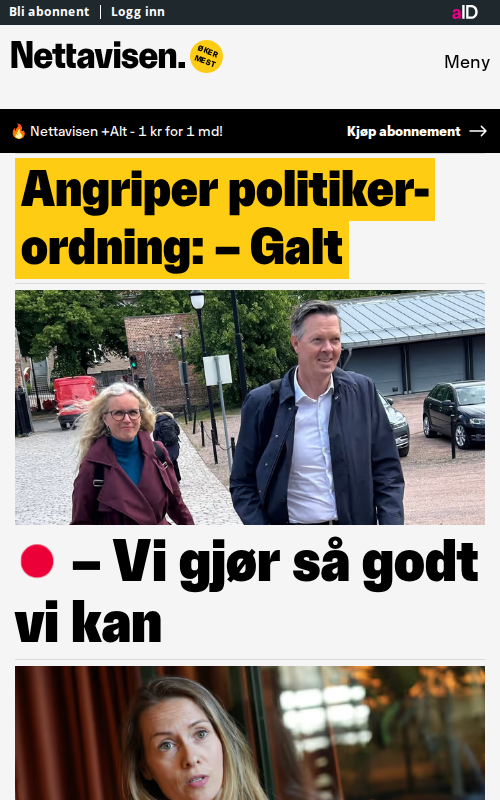 Bli abonnent | Logg inn
aID
Nettavisen.
ØKER
MEST
Meny
🔥 Nettavisen +Alt - 1 kr for 1 md!
Kjøp abonnement →
Angriper politiker-
ordning: – Galt
– Vi gjør så godt
vi kan